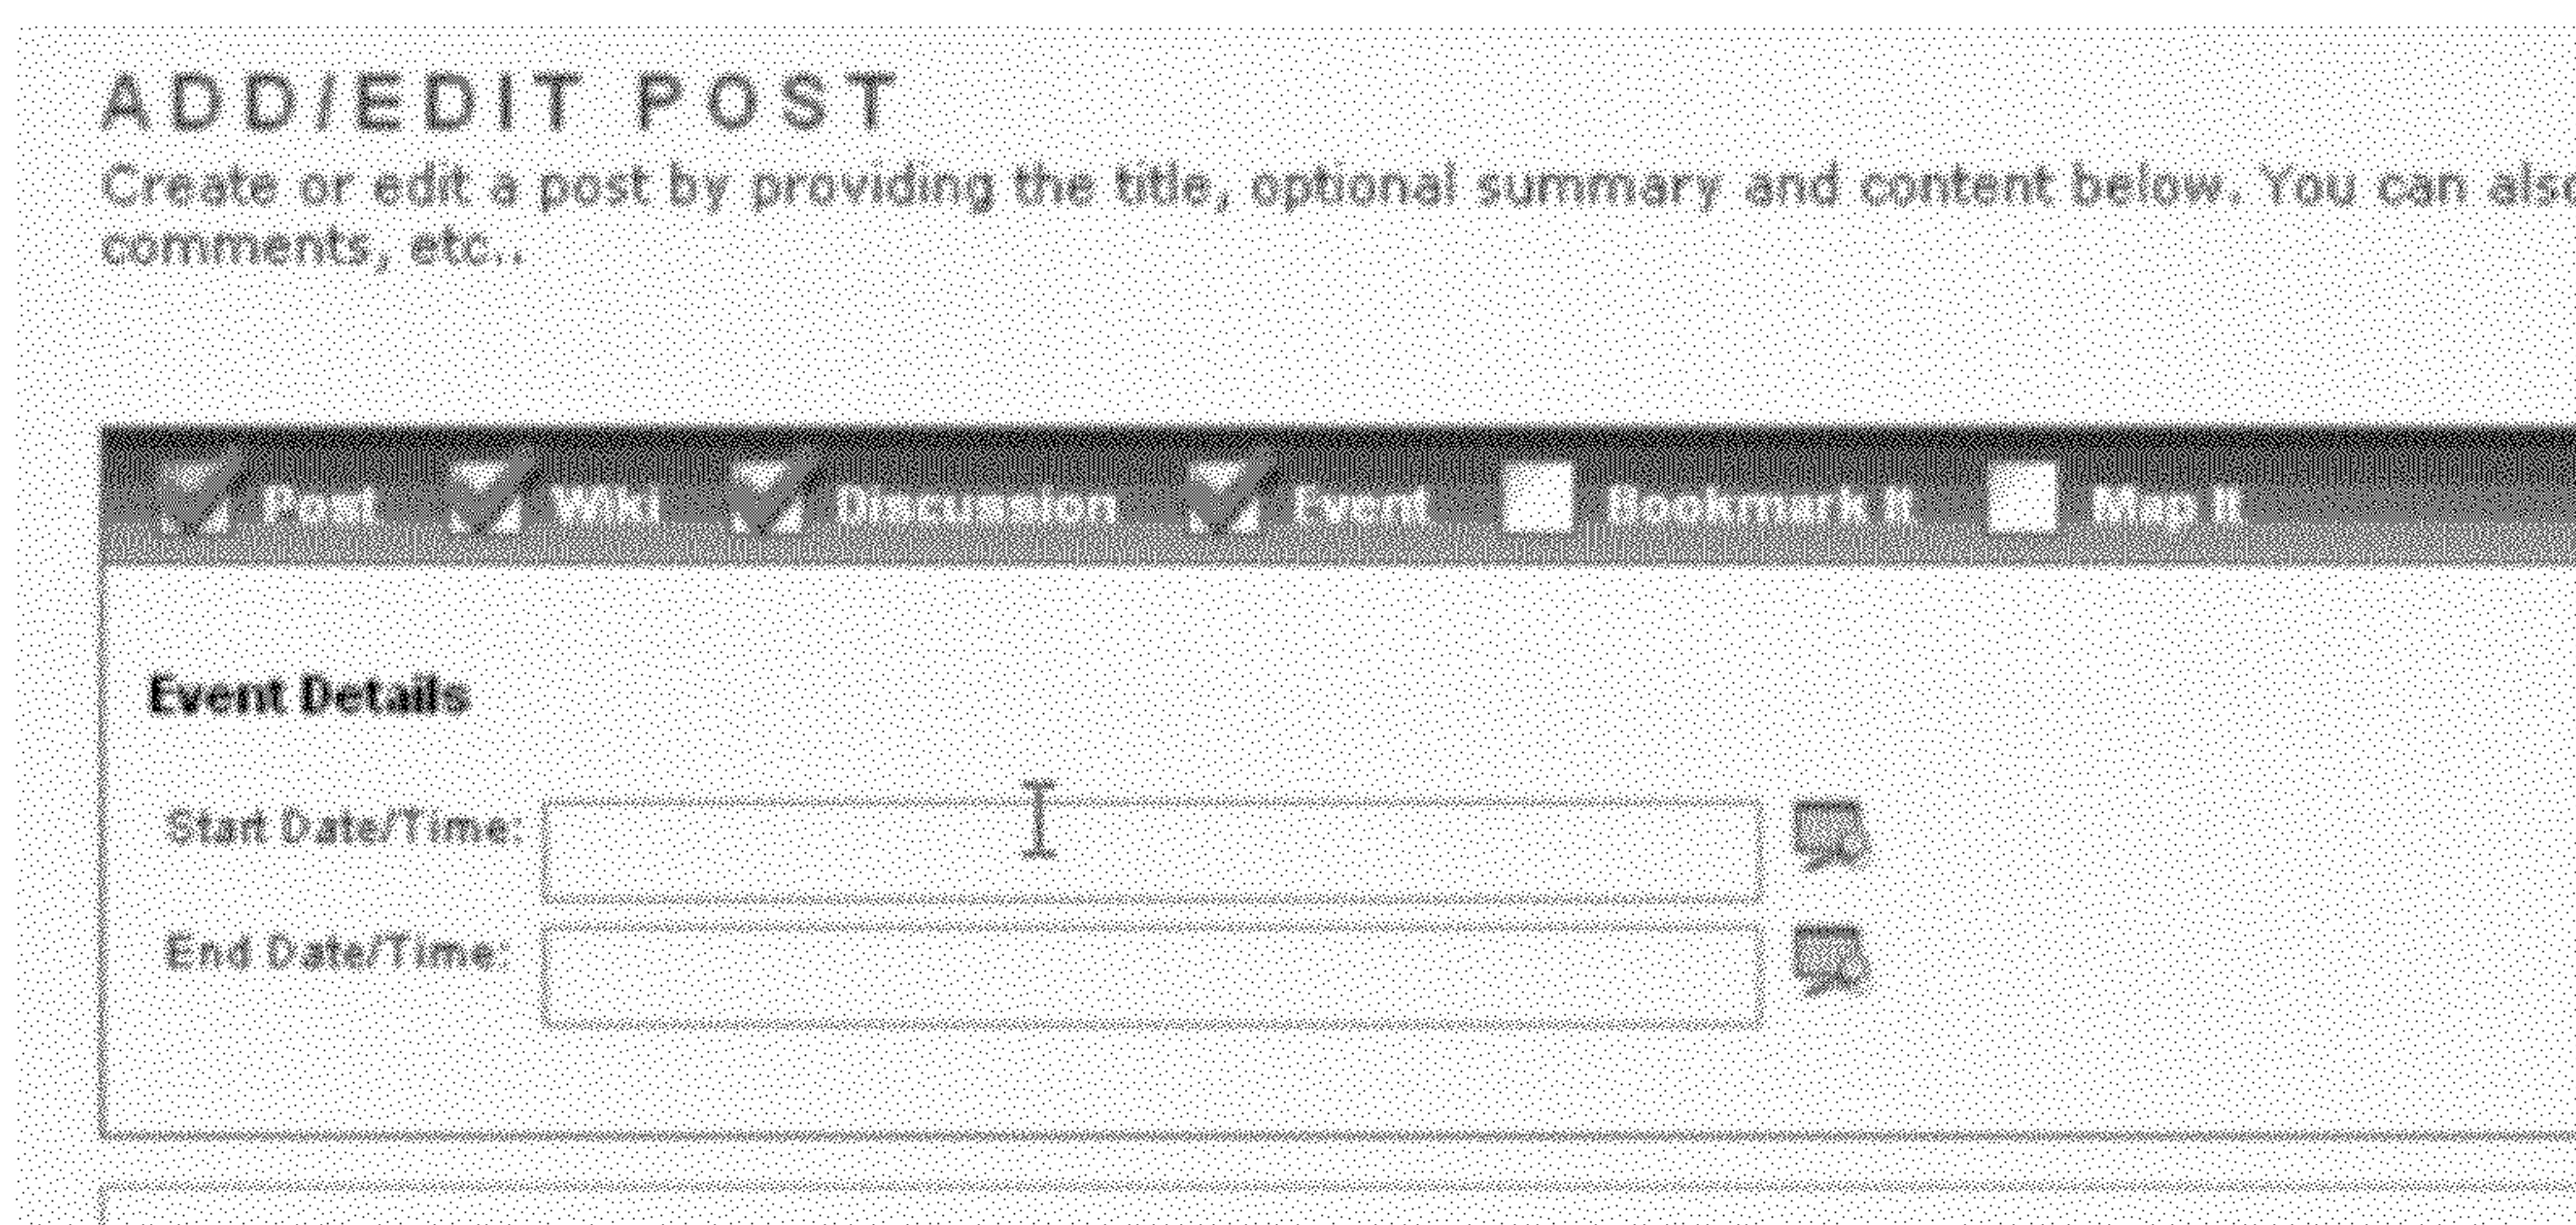 ADD/EDIT POST
Create or edit a post by providing the title, optional summary and content below. You can also
comments, etc..
Post Wiki Discussion Event Bookmark It Map It
Event Details
Start Date/Time:
End Date/Time: